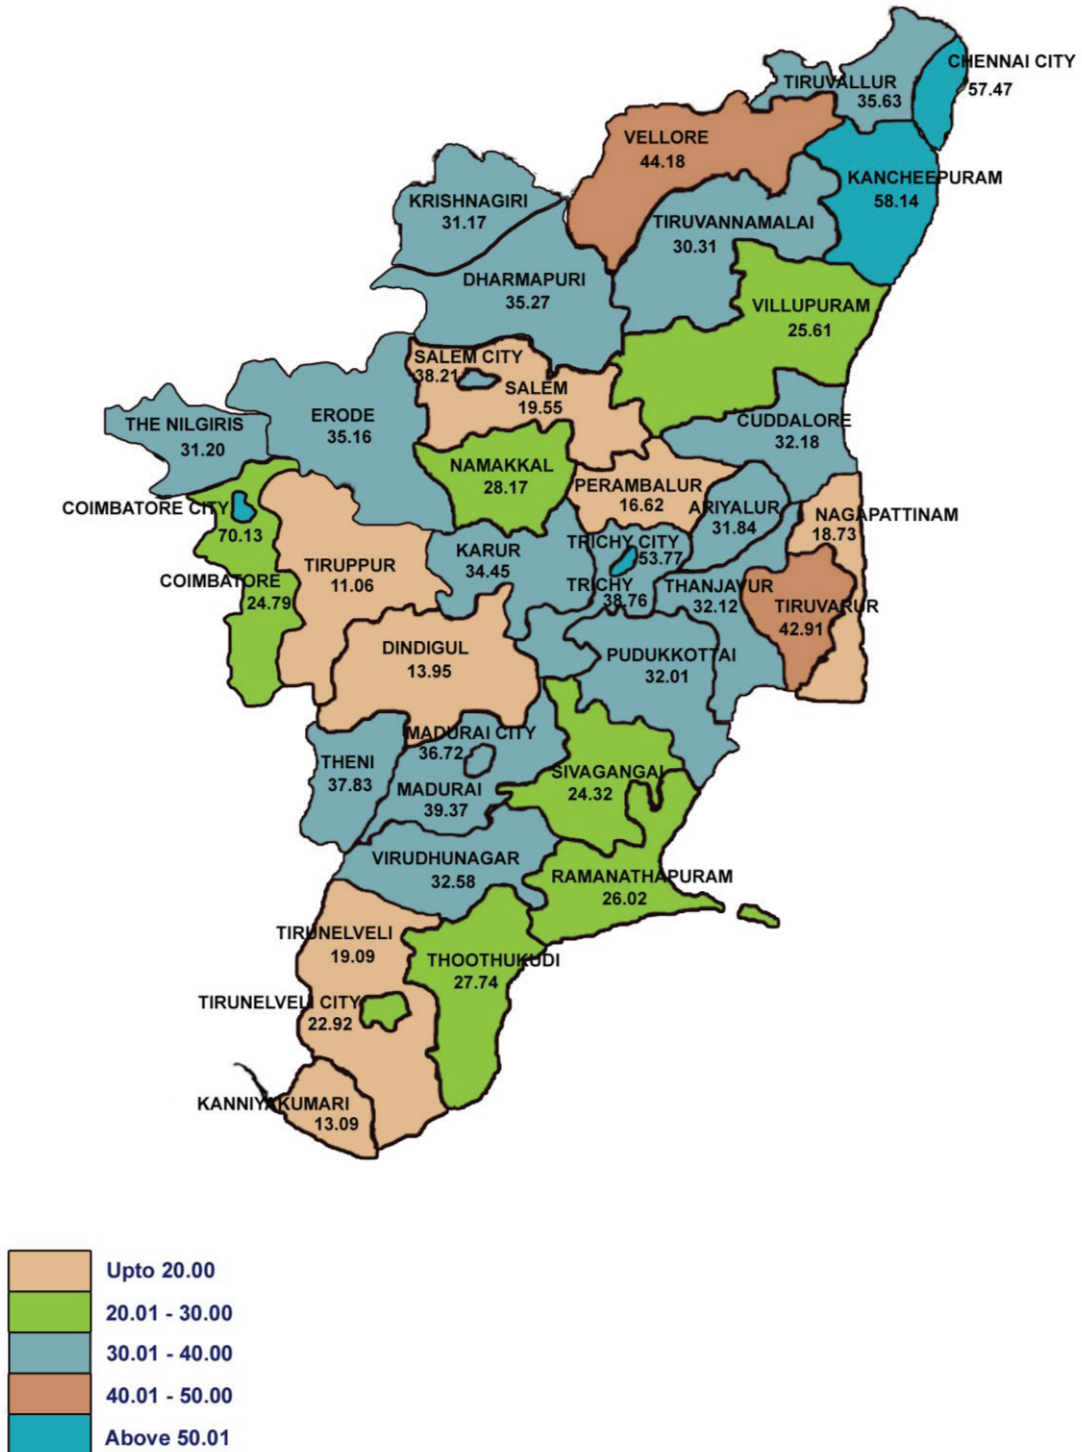 CHENNAI CITY
57.47
TIRUVALLUR
35.63
VELLORE
44.18
KANCHEEPURAM
58.14
KRISHNAGIRI
31.17
TIRUVANNAMALAI
30.31
DHARMAPURI
35.27
VILLUPURAM
25.61
SALEM CITY
38.21
SALEM
19.55
ERODE
35.16
THE NILGIRIS
31.20
CUDDALORE
32.18
NAMAKKAL
28.17
PERAMBALUR
16.62
ARIYALUR
31.84
NAGAPATTINAM
18.73
COIMBATORE CITY
70.13
TRICHY CITY
53.77
KARUR
34.45
TIRUPPUR
11.06
COIMBATORE
24.79
TRICHY
38.76
THANJAVUR
32.12
TIRUVARUR
42.91
DINDIGUL
13.95
PUDUKKOTTAI
32.01
MADURAI CITY
36.72
THENI
37.83
MADURAI
39.37
SIVAGANGAI
24.32
VIRUDHUNAGAR
32.58
RAMANATHAPURAM
26.02
TIRUNELVELI
19.09
THOOTHUKUDI
27.74
TIRUNELVELI CITY
22.92
KANNIYAKUMARI
13.09
Upto 20.00
20.01 - 30.00
30.01 - 40.00
40.01 - 50.00
Above 50.01